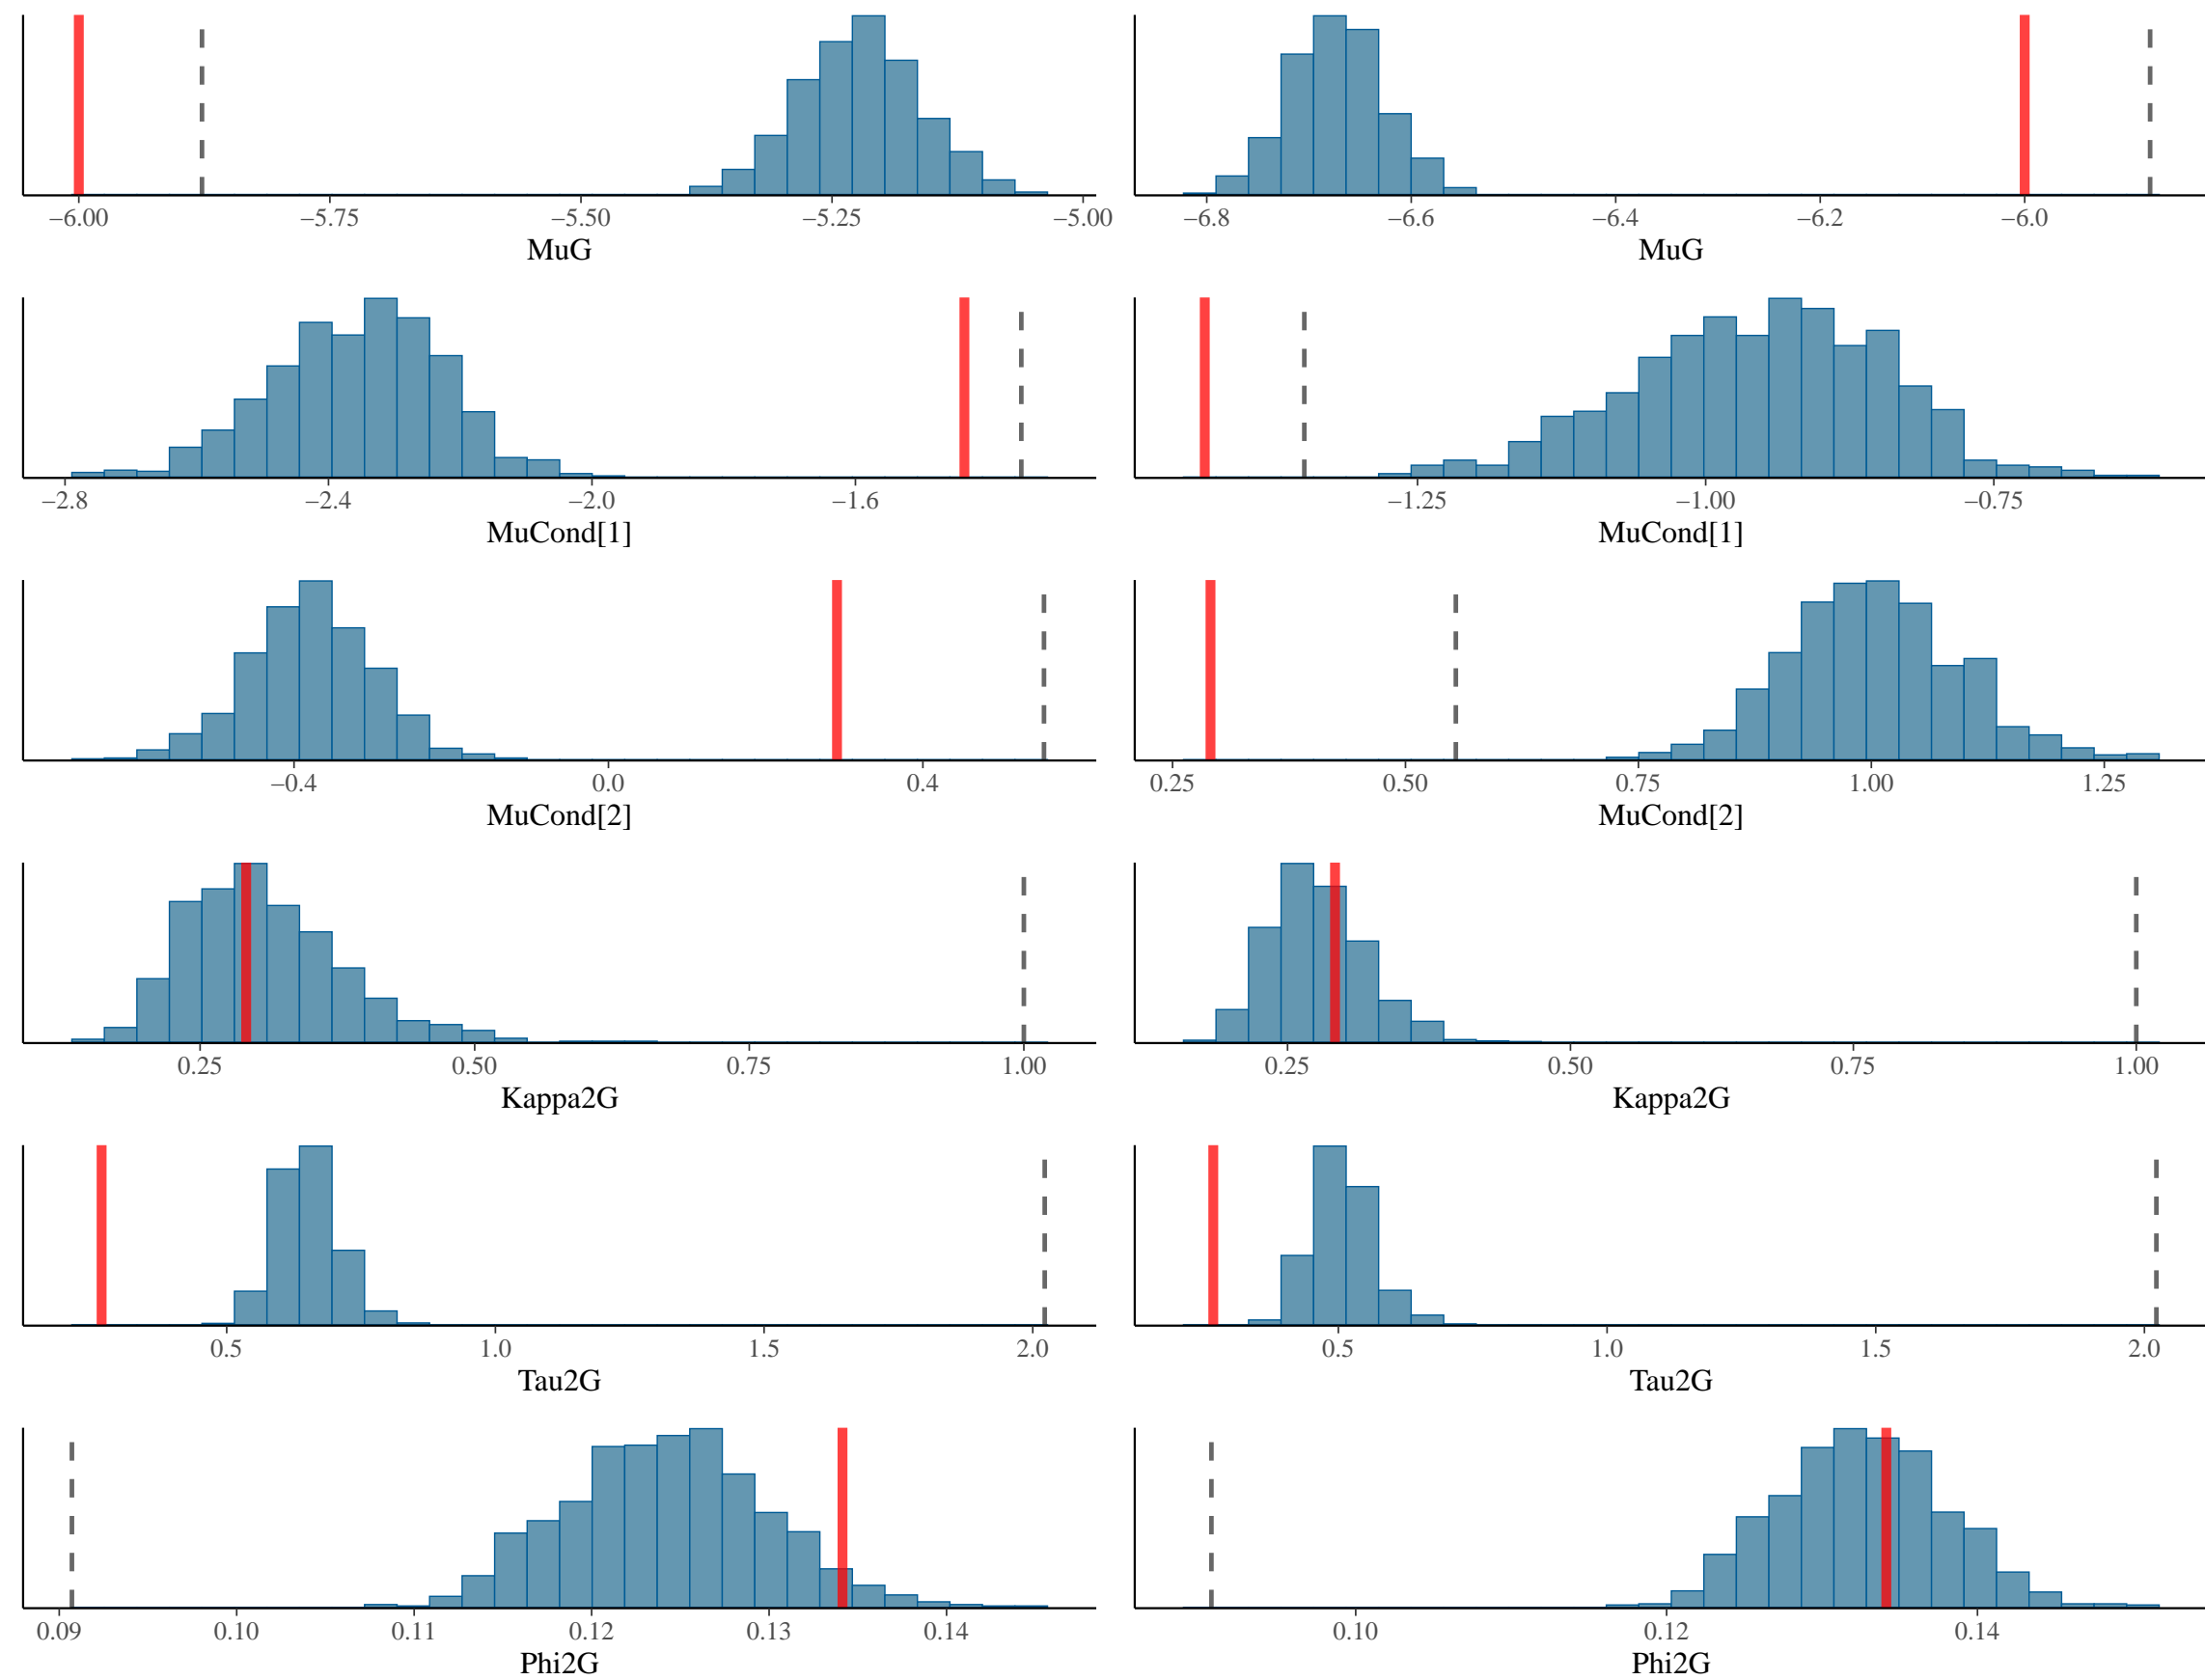 −6.00 −5.75 −5.50 −5.25 −5.00 −6.8 −6.6 −6.4 −6.2 −6.0
MuG MuG
−2.8 −2.4 −2.0 −1.6 −1.25 −1.00 −0.75
MuCond[1] MuCond[1]
−0.4 0.0 0.4 0.25 0.50 0.75 1.00 1.25
MuCond[2] MuCond[2]
0.25 0.50 0.75 1.00 0.25 0.50 0.75 1.00
Kappa2G Kappa2G
0.5 1.0 1.5 2.0 0.5 1.0 1.5 2.0
Tau2G Tau2G
0.09 0.10 0.11 0.12 0.13 0.14 0.10 0.12 0.14
Phi2G Phi2G